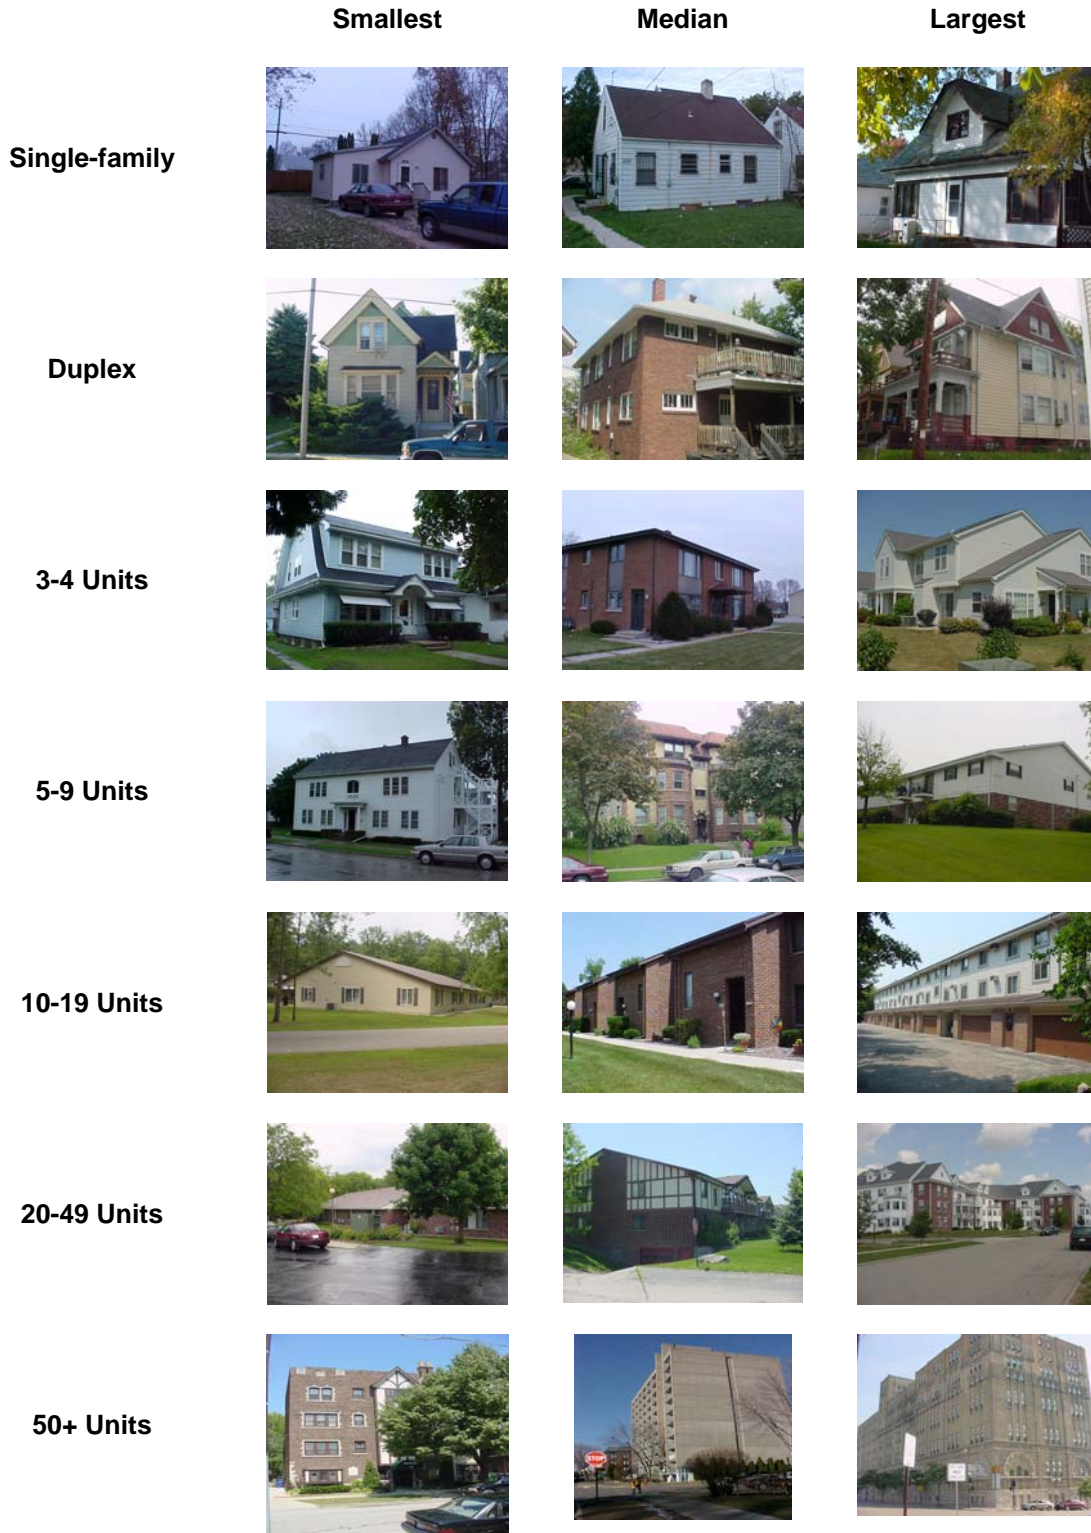 Smallest Median Largest
Single-family
Duplex
3-4 Units
5-9 Units
10-19 Units
20-49 Units
50+ Units
STOP